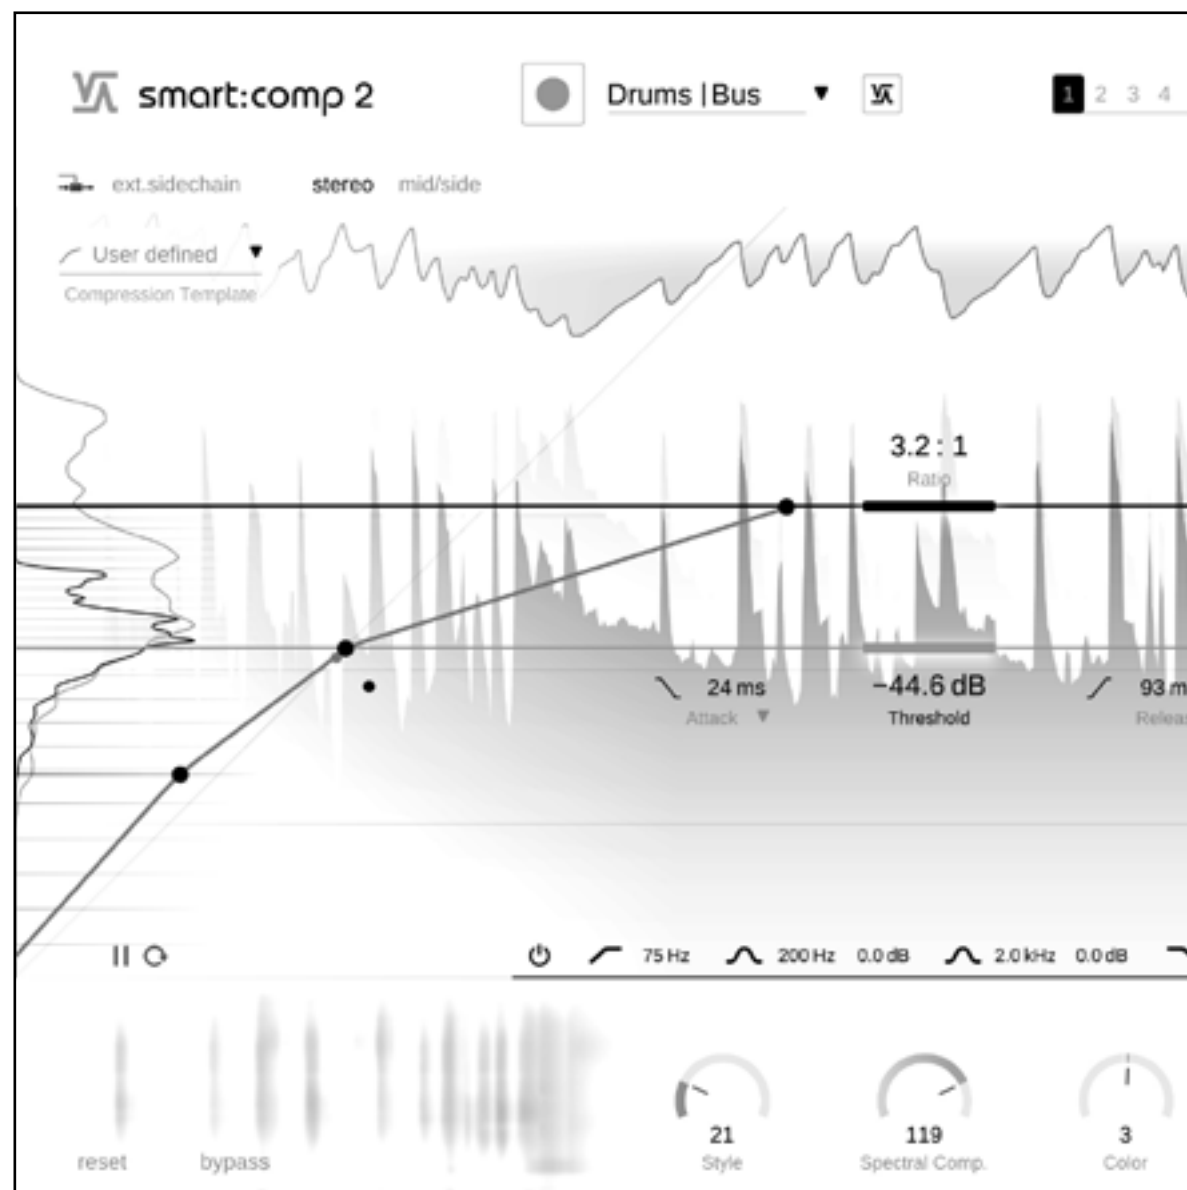 smart:comp 2 Drums | Bus 1 2 3 4
ext.sidechain stereo mid/side
User defined
Compression Template
3.2 : 1
Ratio
24 ms −44.6 dB 93 m
Attack Threshold Releas
75 Hz 200 Hz 0.0 dB 2.0 kHz 0.0 dB
21 119 3
reset bypass Style Spectral Comp. Color